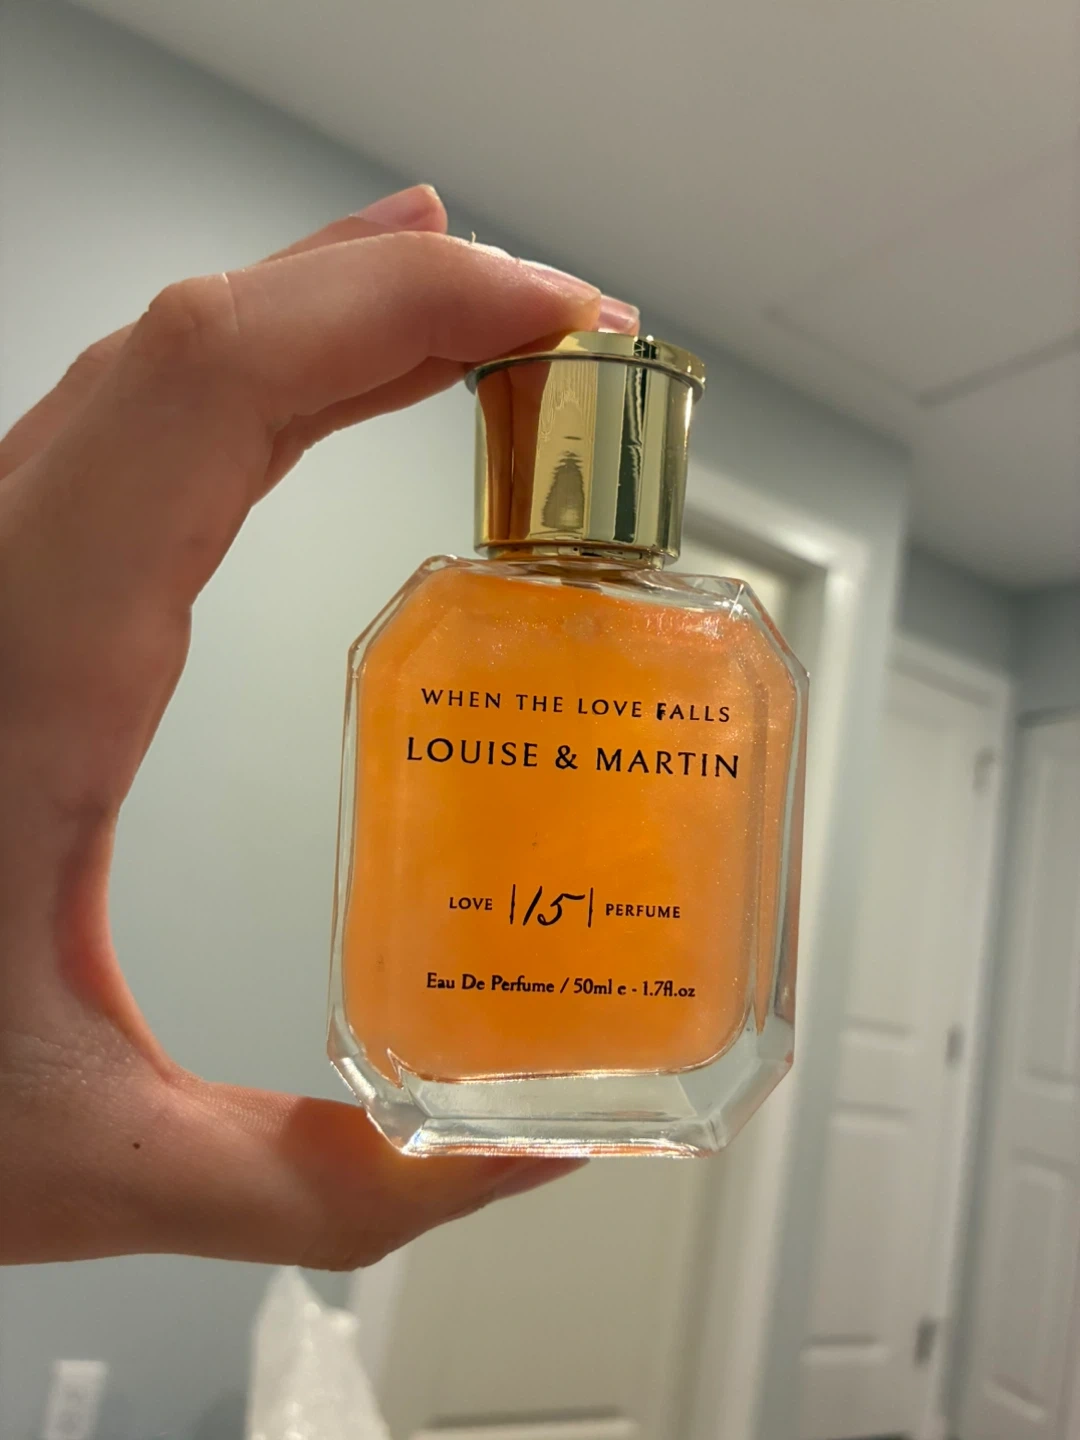 WHEN THE LOVE FALLS
LOUISE & MARTIN
LOVE |15| PERFUME
Eau De Perfume / 50ml e - 1.7fl.oz